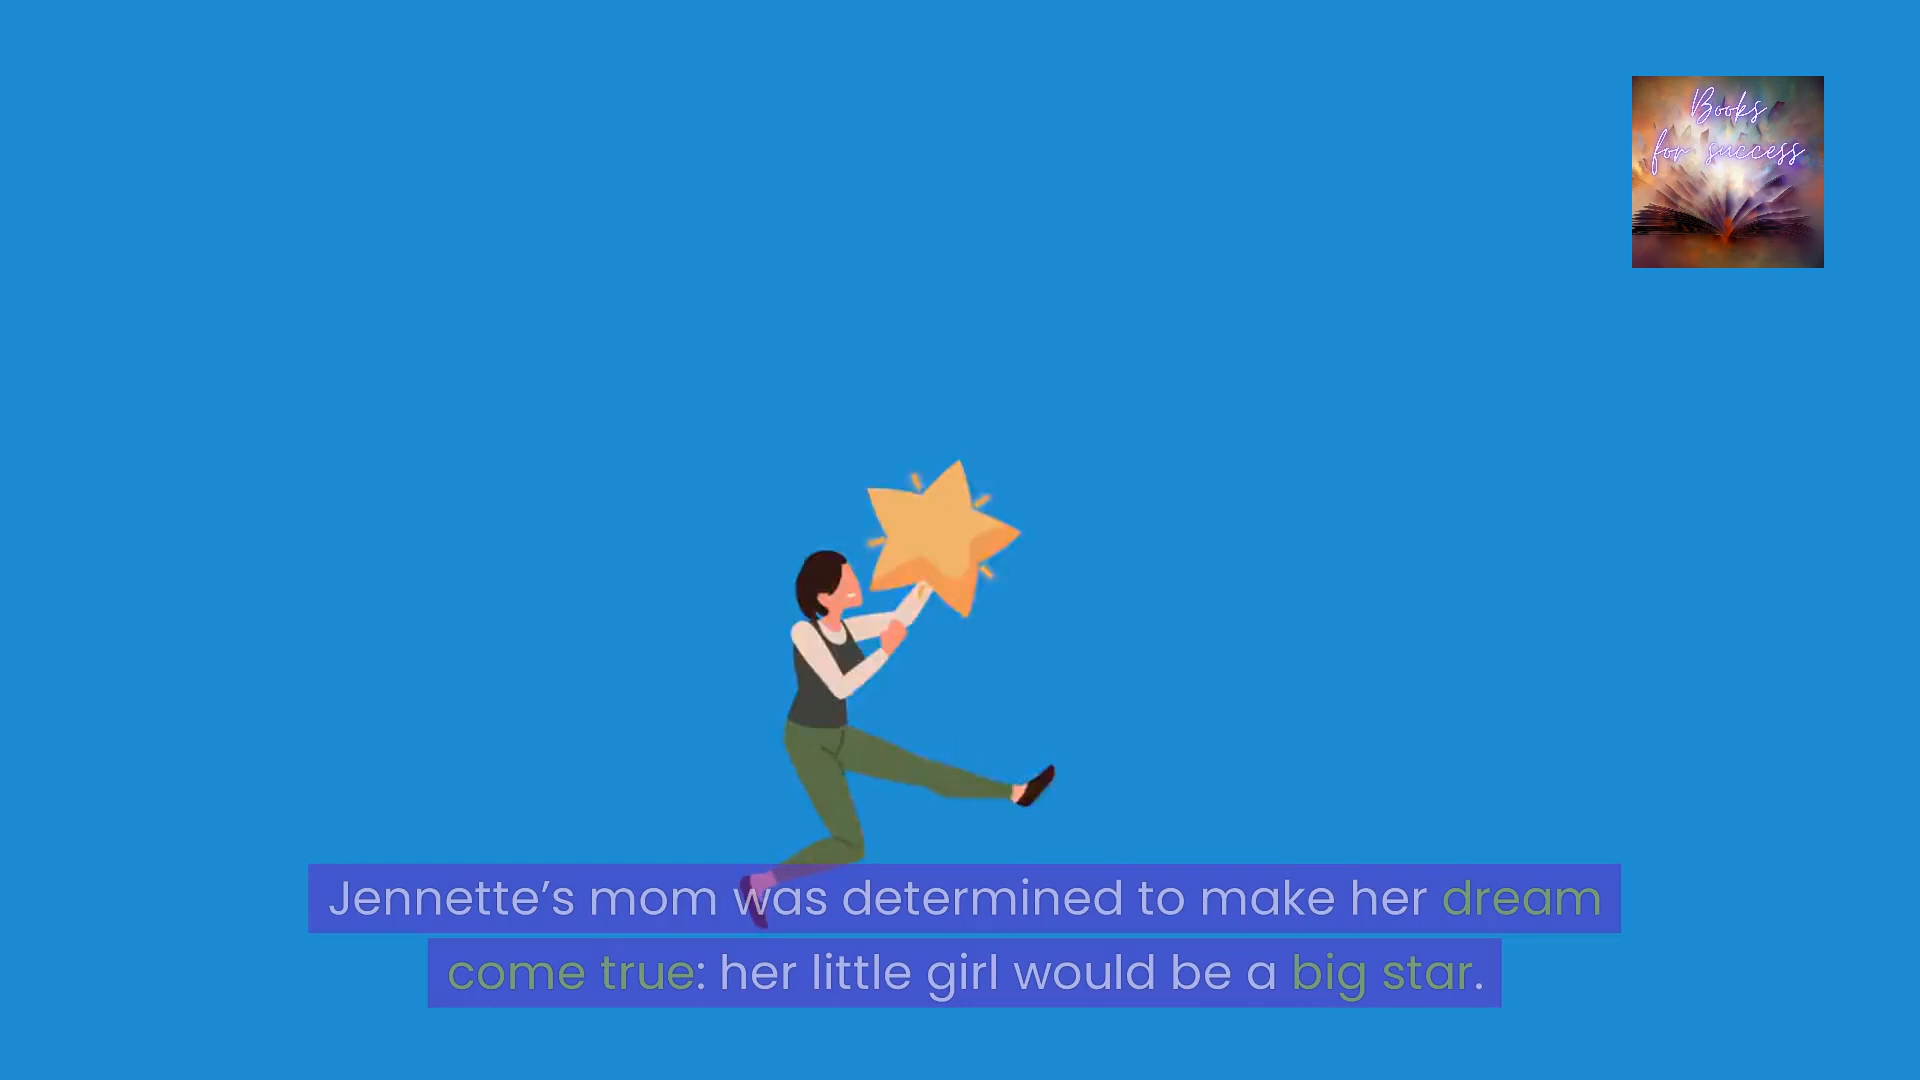 Books
for success
Jennette’s mom was determined to make her dream
come true: her little girl would be a big star.